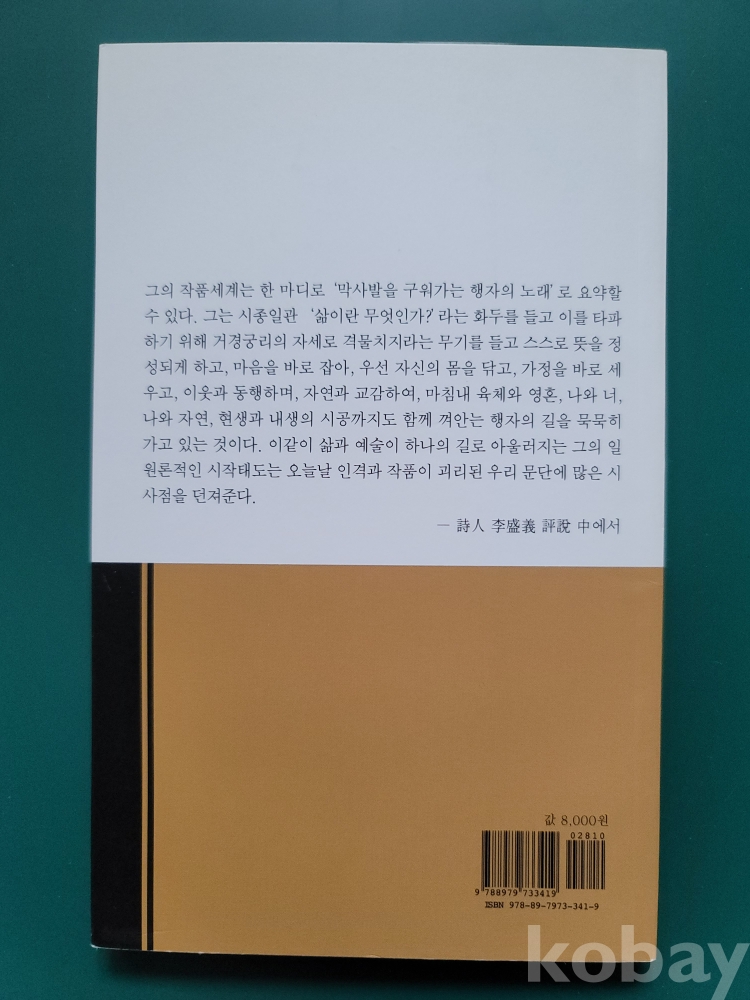 그의 작품세계는 한 마디로 '막사발을 구워가는 행자의 노래'로 요약할
수 있다. 그는 시종일관 '삶이란 무엇인가?'라는 화두를 들고 이를 타파
하기 위해 거경궁리의 자세로 격물치지라는 무기를 들고 스스로 뜻을 정
성되게 하고, 마음을 바로 잡아, 우선 자신의 몸을 닦고, 가정을 바로 세
우고, 이웃과 동행하며, 자연과 교감하여, 마침내 육체와 영혼, 나와 너,
나와 자연, 현생과 내생의 시공까지도 함께 껴안는 행자의 길을 묵묵히
가고 있는 것이다. 이같이 삶과 예술이 하나의 길로 아울러지는 그의 일
원론적인 시작태도는 오늘날 인격과 작품이 괴리된 우리 문단에 많은 시
사점을 던져준다.
― 詩人 李盛義 評說 中에서
값 8,000원
02810
9 788979 733419
ISBN 978-89-7973-341-9
kobay